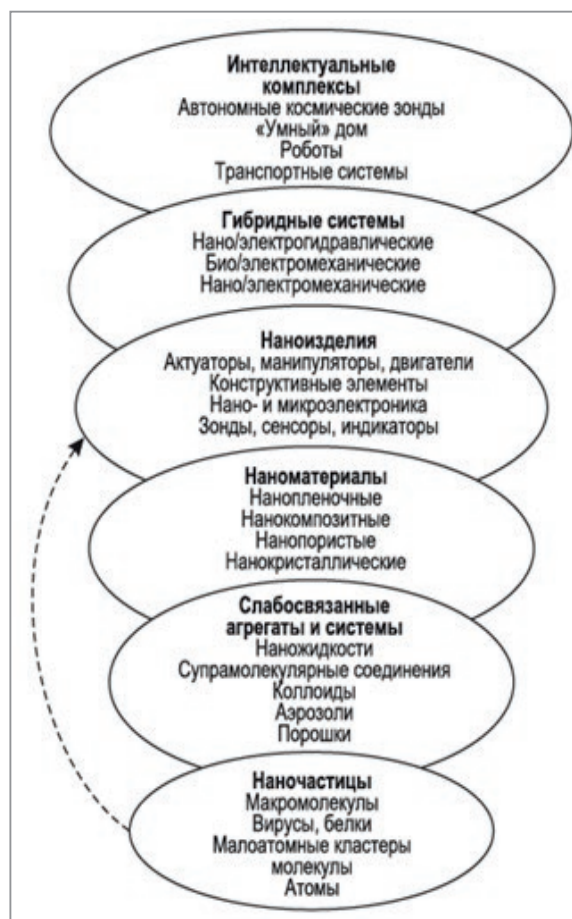 Интеллектуальные
комплексы
Автономные космические зонды
«Умный» дом
Роботы
Транспортные системы
Гибридные системы
Нано/электрогидравлические
Био/электромеханические
Нано/электромеханические
Наноизделия
Актуаторы, манипуляторы, двигатели
Конструктивные элементы
Нано- и микроэлектроника
Зонды, сенсоры, индикаторы
Наноматериалы
Нанопленочные
Нанокомпозитные
Нанопористые
Нанокристаллические
Слабосвязанные
агрегаты и системы
Наножидкости
Супрамолекулярные соединения
Коллоиды
Аэрозоли
Порошки
Наночастицы
Макромолекулы
Вирусы, белки
Малоатомные кластеры
молекулы
Атомы